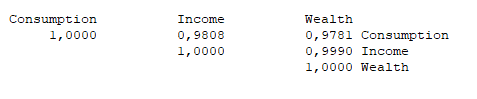 Consumption Income Wealth
1,0000 0,9808 0,9781 Consumption
1,0000 0,9990 Income
1,0000 Wealth